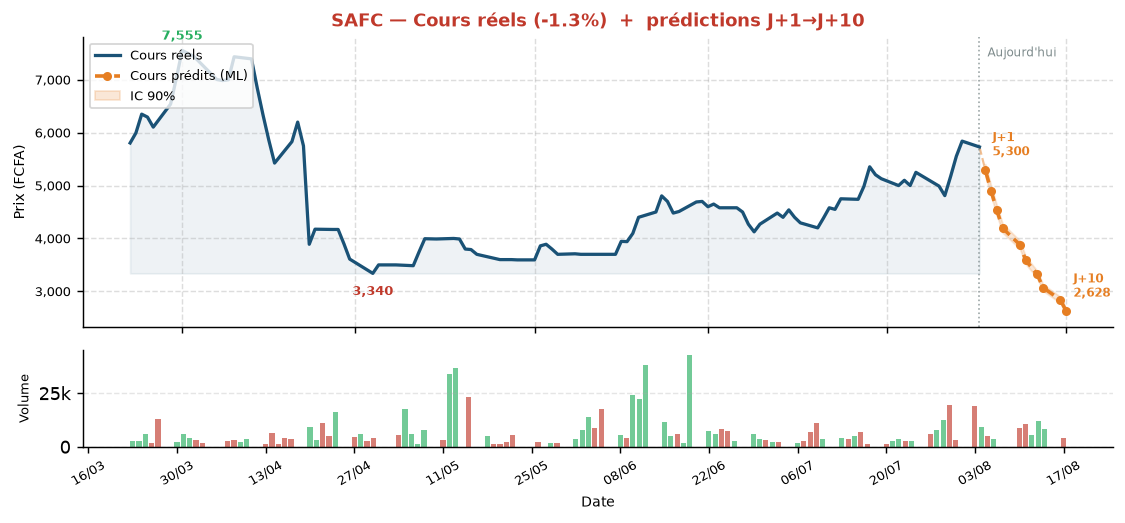 SAFC — Cours réels (-1.3%)  +  prédictions J+1→J+10
7,555
Cours réels
Cours prédits (ML)
IC 90%
Aujourd'hui
J+1
5,300
J+10
2,628
3,340
Prix (FCFA)
7,000
6,000
5,000
4,000
3,000
Volume
25k
0
16/03
30/03
13/04
27/04
11/05
25/05
08/06
22/06
06/07
20/07
03/08
17/08
Date